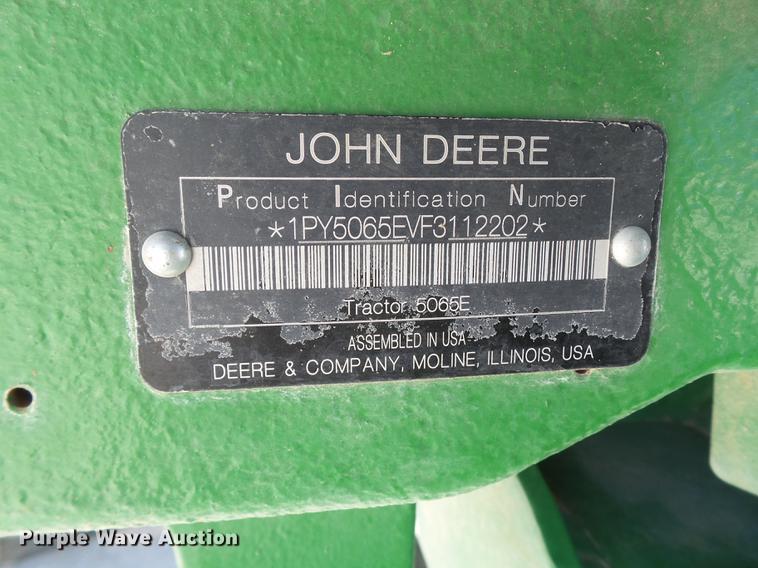 JOHN DEERE
Product Identification Number
*1PY5065EVF3112202*
Tractor 5065E
ASSEMBLED IN USA
DEERE & COMPANY, MOLINE, ILLINOIS, USA
Purple Wave Auction